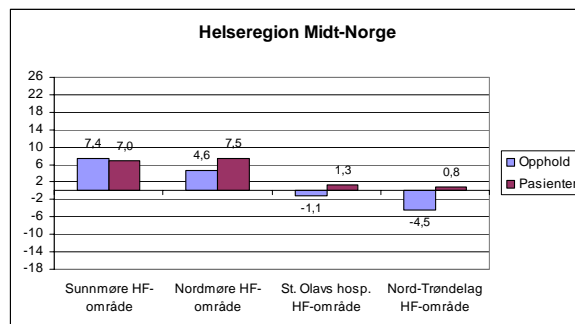 Helseregion Midt-Norge
26
22
18
14
10
6
2
-2
-6
-10
-14
-18
7,4
7,0
4,6
7,5
-1,1
1,3
-4,5
0,8
Opphold
Pasienter
Sunnmøre HF-
område
Nordmøre HF-
område
St. Olavs hosp.
HF-område
Nord-Trøndelag
HF-område